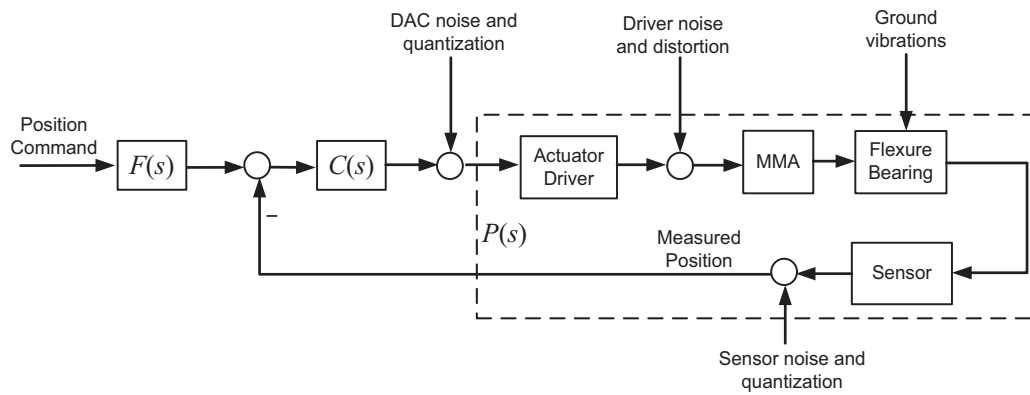 DAC noise and
quantization
Driver noise
and distortion
Ground
vibrations
Position
Command
F(s)
C(s)
Actuator
Driver
MMA
Flexure
Bearing
–
P(s)
Measured
Position
Sensor
Sensor noise and
quantization